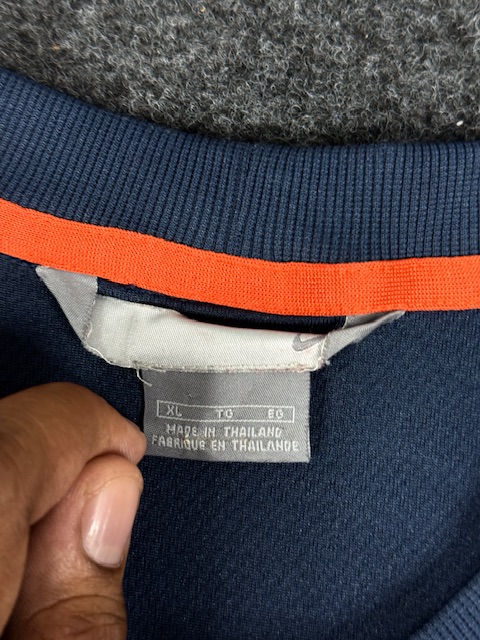 XL TG EG
MADE IN THAILAND
FABRIQUE EN THAILANDE